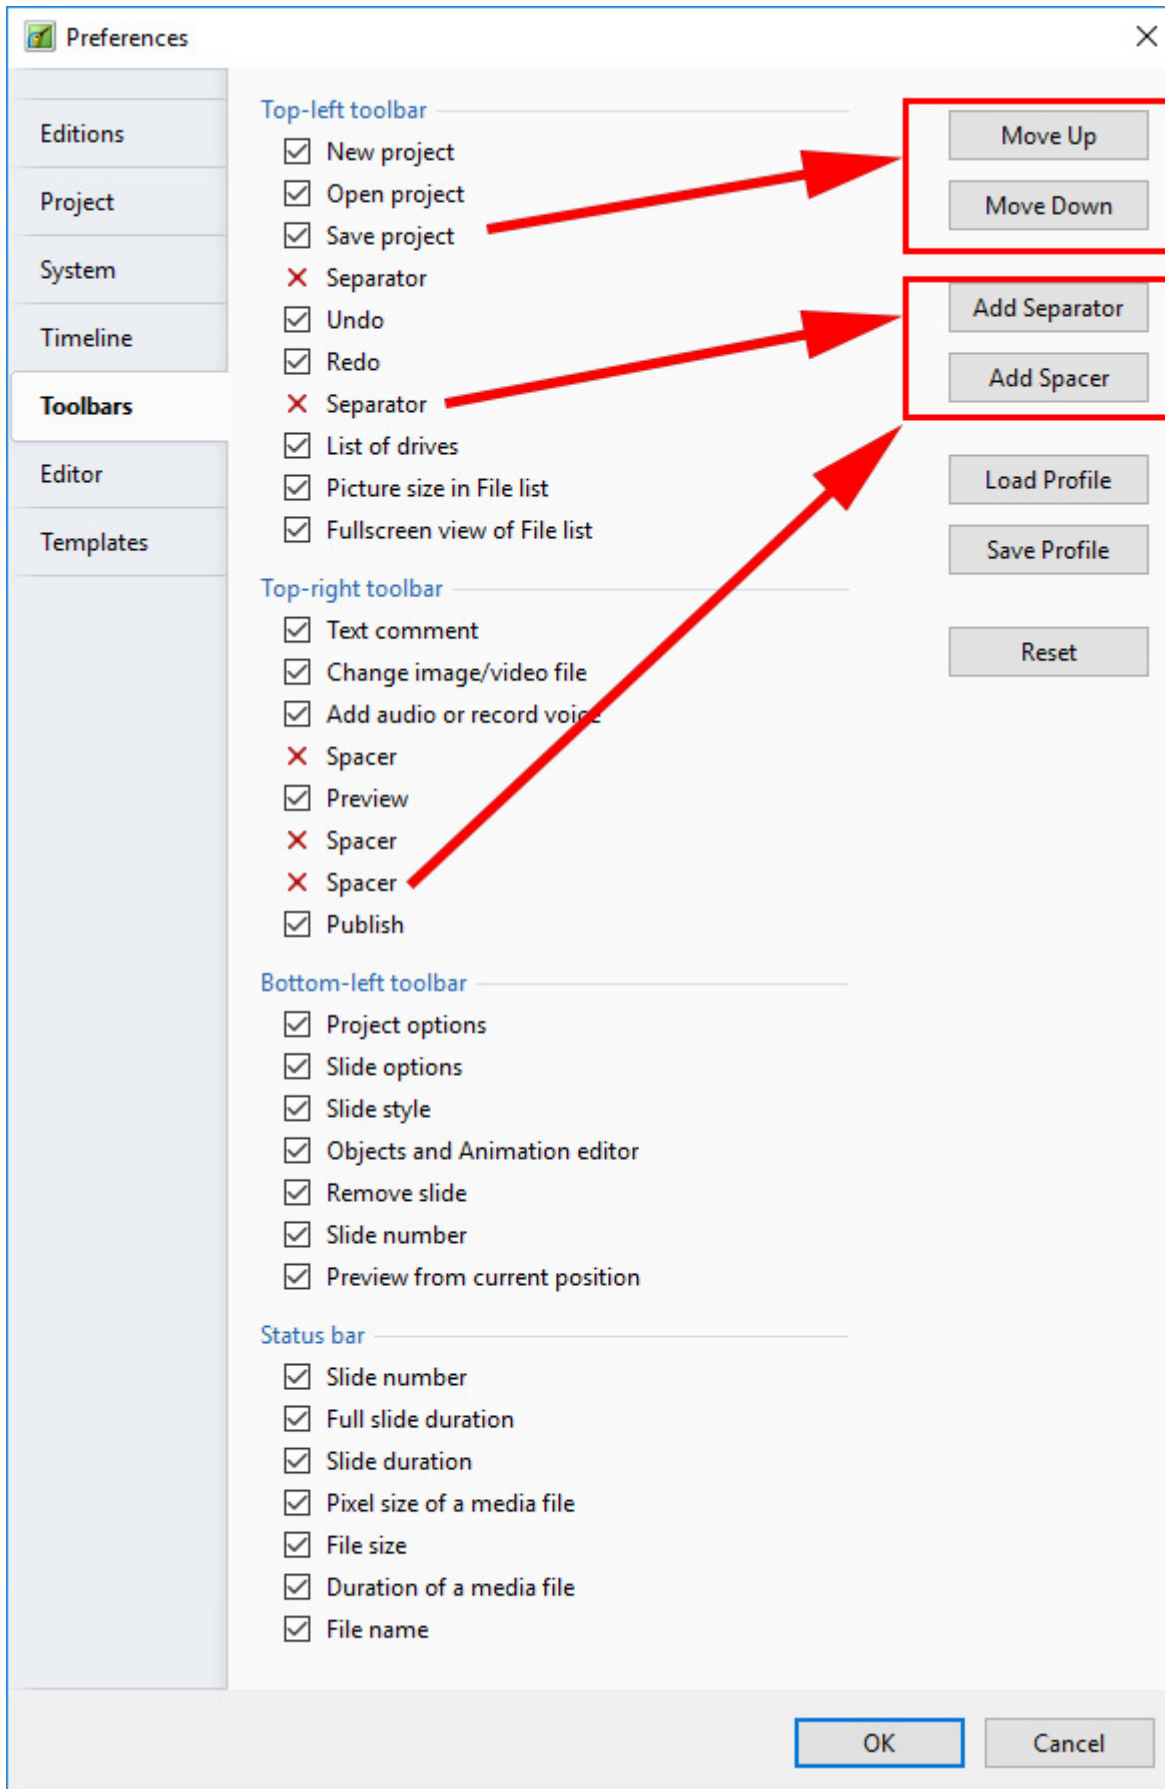 Preferences
Editions
Project
System
Timeline
Toolbars
Editor
Templates
Top-left toolbar
New project
Open project
Save project
Separator
Undo
Redo
Separator
List of drives
Picture size in File list
Fullscreen view of File list
Top-right toolbar
Text comment
Change image/video file
Add audio or record voice
Spacer
Preview
Spacer
Spacer
Publish
Bottom-left toolbar
Project options
Slide options
Slide style
Objects and Animation editor
Remove slide
Slide number
Preview from current position
Status bar
Slide number
Full slide duration
Slide duration
Pixel size of a media file
File size
Duration of a media file
File name
Move Up
Move Down
Add Separator
Add Spacer
Load Profile
Save Profile
Reset
OK
Cancel